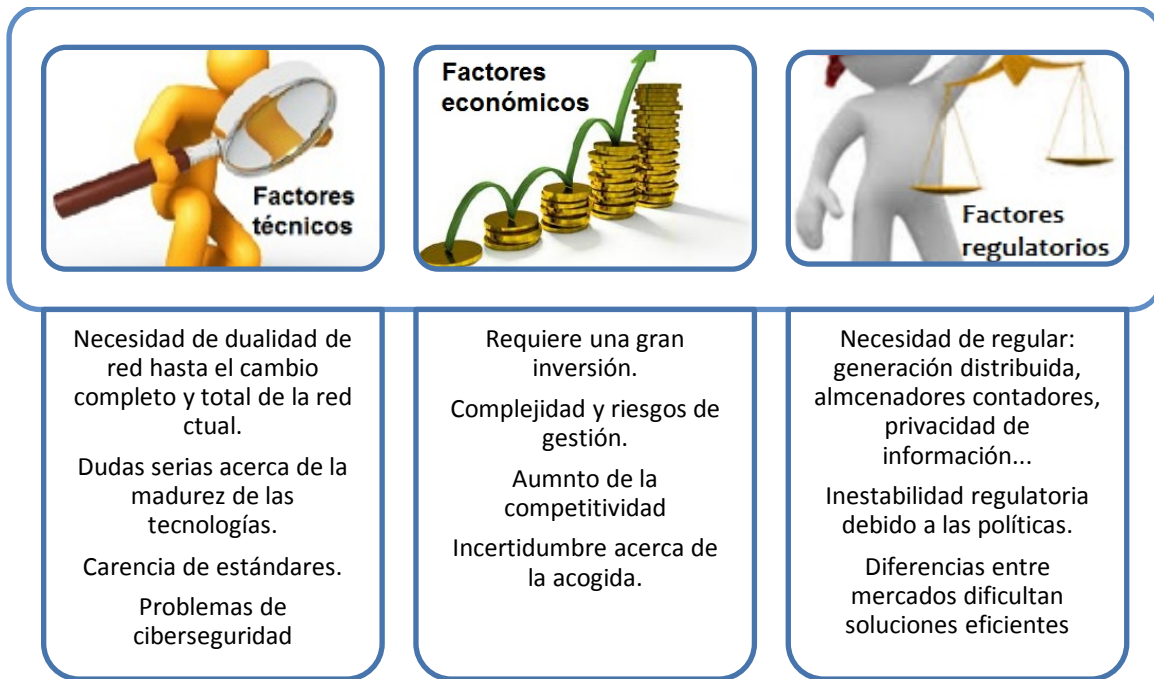 Factores
técnicos
Factores
económicos
Factores
regulatorios
Necesidad de dualidad de
red hasta el cambio
completo y total de la red
ctual.
Dudas serias acerca de la
madurez de las
tecnologías.
Carencia de estándares.
Problemas de
ciberseguridad
Requiere una gran
inversión.
Complejidad y riesgos de
gestión.
Aumnto de la
competitividad
Incertidumbre acerca de
la acogida.
Necesidad de regular:
generación distribuida,
almcenadores contadores,
privacidad de
información...
Inestabilidad regulatoria
debido a las políticas.
Diferencias entre
mercados dificultan
soluciones eficientes